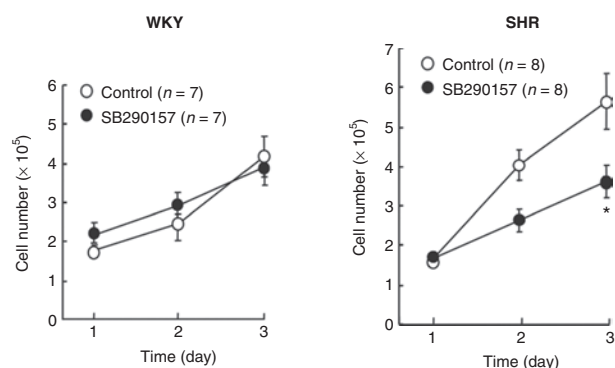 WKY
6
5
4
3
2
1
0
Cell number (× 10⁵)
Control (n = 7)
SB290157 (n = 7)
1 2 3
Time (day)
SHR
7
6
5
4
3
2
1
0
Cell number (× 10⁵)
Control (n = 8)
SB290157 (n = 8)
*
1 2 3
Time (day)